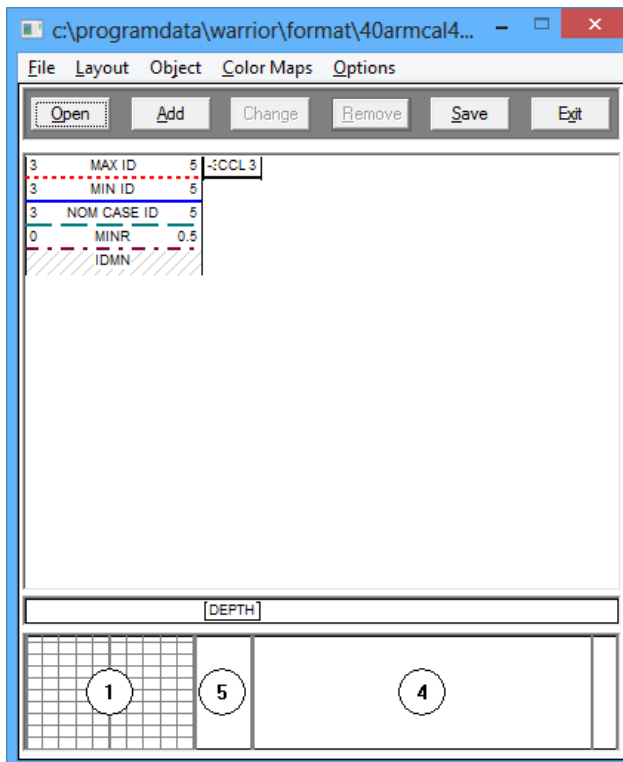 c:\programdata\warrior\format\40armcal4...
File Layout Object Color Maps Options
Open Add Change Remove Save Exit
3 MAX ID 5 -3 CCL 3
3 MIN ID 5
3 NOM CASE ID 5
0 MINR 0.5
IDMN
[DEPTH]
1 5 4